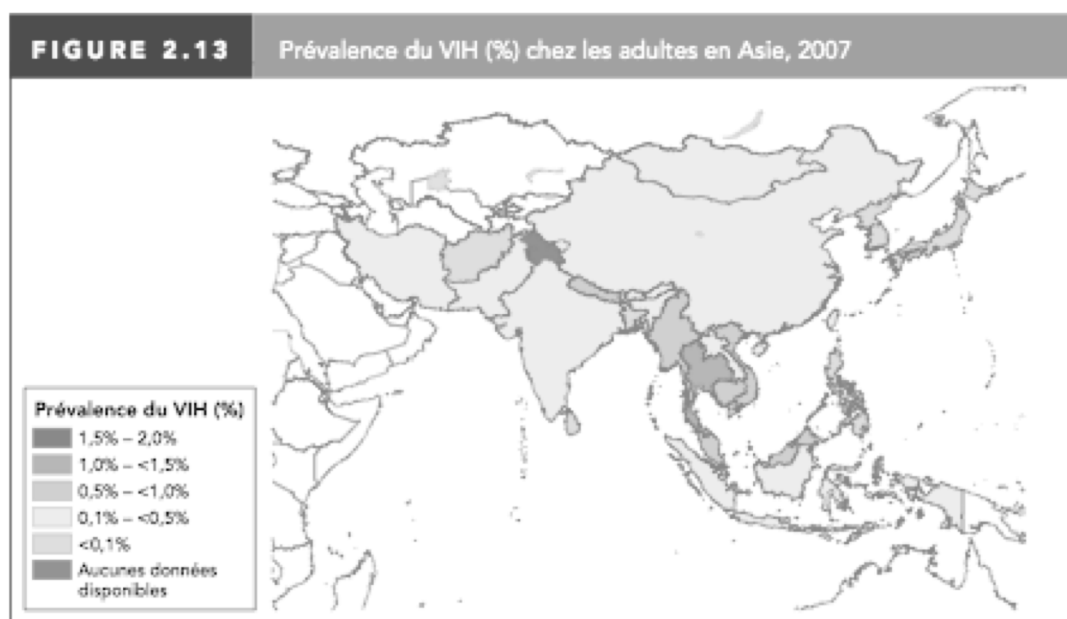 FIGURE 2.13
Prévalence du VIH (%) chez les adultes en Asie, 2007
Prévalence du VIH (%)
1,5% – 2,0%
1,0% – <1,5%
0,5% – <1,0%
0,1% – <0,5%
<0,1%
Aucunes données
disponibles